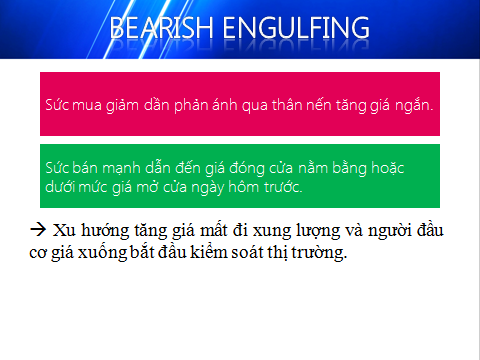 BEARISH ENGULFING
Sức mua giảm dần phản ánh qua thân nến tăng giá ngắn.
Sức bán mạnh dẫn đến giá đóng cửa nằm bằng hoặc
dưới mức giá mở cửa ngày hôm trước.
→ Xu hướng tăng giá mất đi xung lượng và người đầu
cơ giá xuống bắt đầu kiểm soát thị trường.